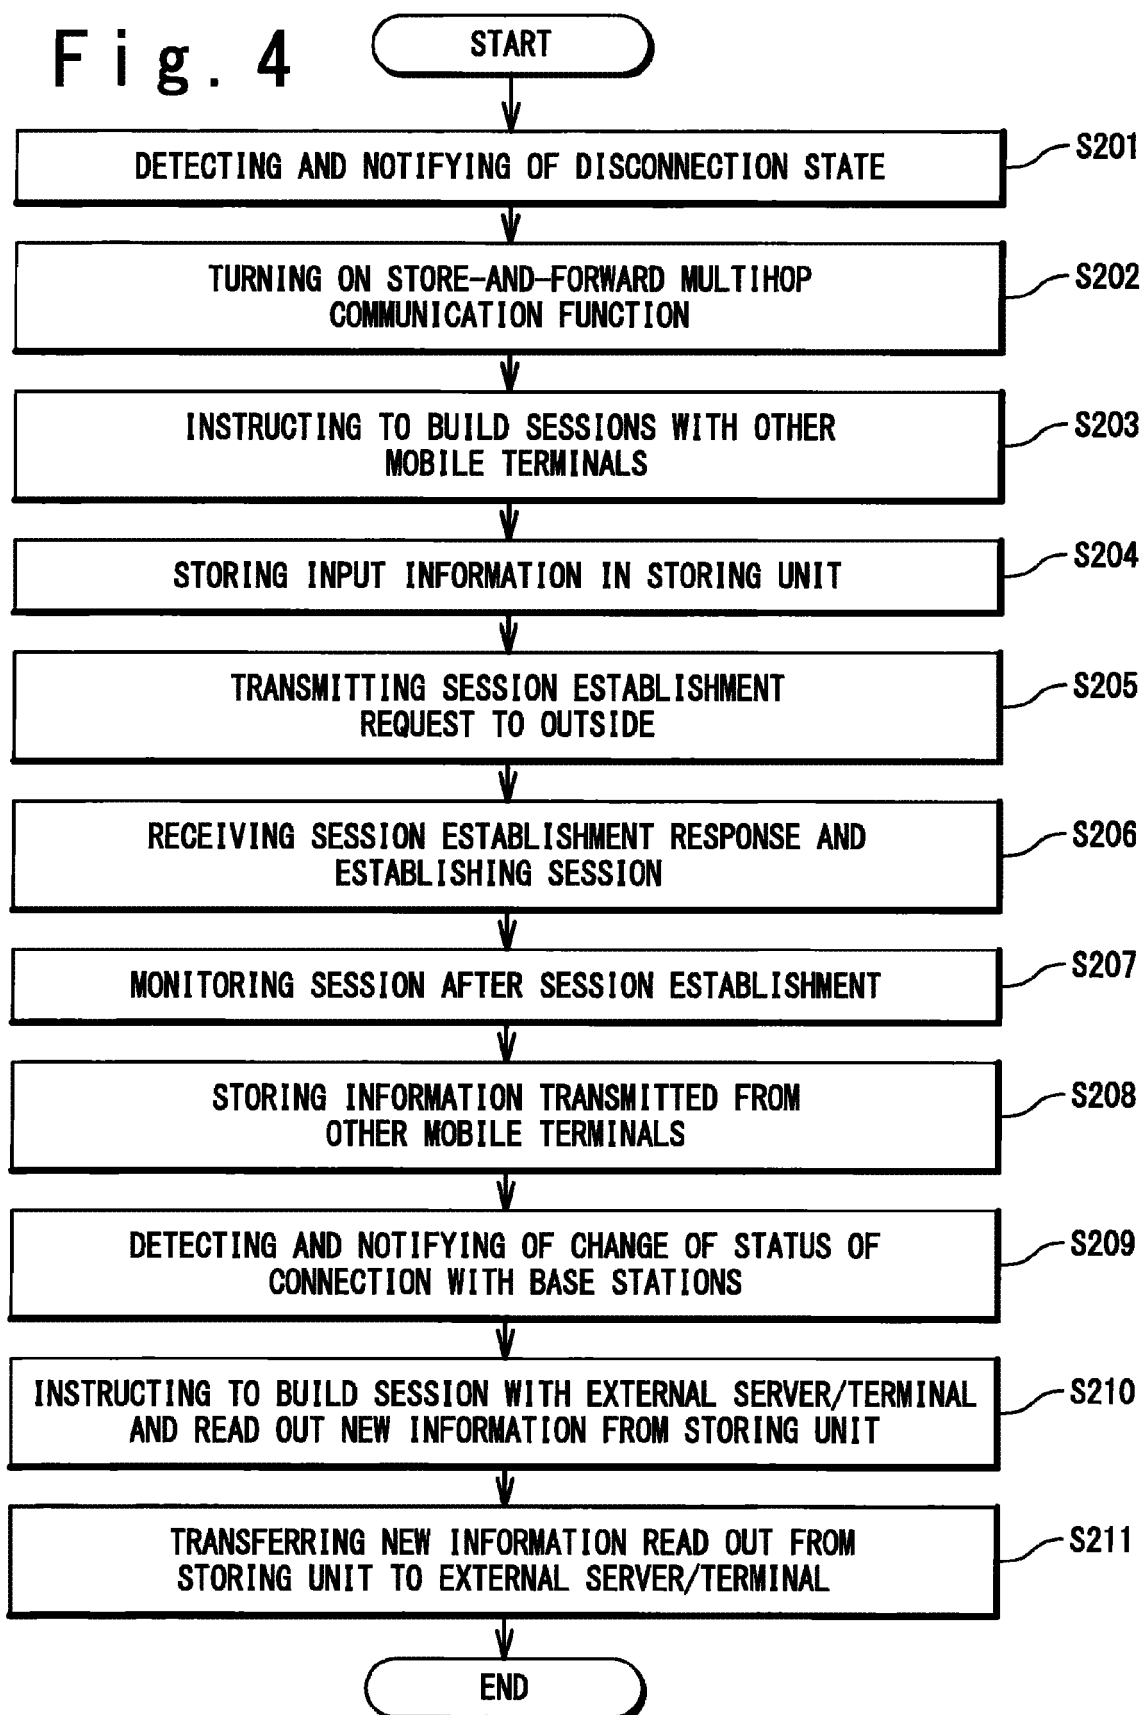 Fig. 4
START
DETECTING AND NOTIFYING OF DISCONNECTION STATE
S201
TURNING ON STORE-AND-FORWARD MULTIHOP
COMMUNICATION FUNCTION
S202
INSTRUCTING TO BUILD SESSIONS WITH OTHER
MOBILE TERMINALS
S203
STORING INPUT INFORMATION IN STORING UNIT
S204
TRANSMITTING SESSION ESTABLISHMENT
REQUEST TO OUTSIDE
S205
RECEIVING SESSION ESTABLISHMENT RESPONSE AND
ESTABLISHING SESSION
S206
MONITORING SESSION AFTER SESSION ESTABLISHMENT
S207
STORING INFORMATION TRANSMITTED FROM
OTHER MOBILE TERMINALS
S208
DETECTING AND NOTIFYING OF CHANGE OF STATUS OF
CONNECTION WITH BASE STATIONS
S209
INSTRUCTING TO BUILD SESSION WITH EXTERNAL SERVER/TERMINAL
AND READ OUT NEW INFORMATION FROM STORING UNIT
S210
TRANSFERRING NEW INFORMATION READ OUT FROM
STORING UNIT TO EXTERNAL SERVER/TERMINAL
S211
END